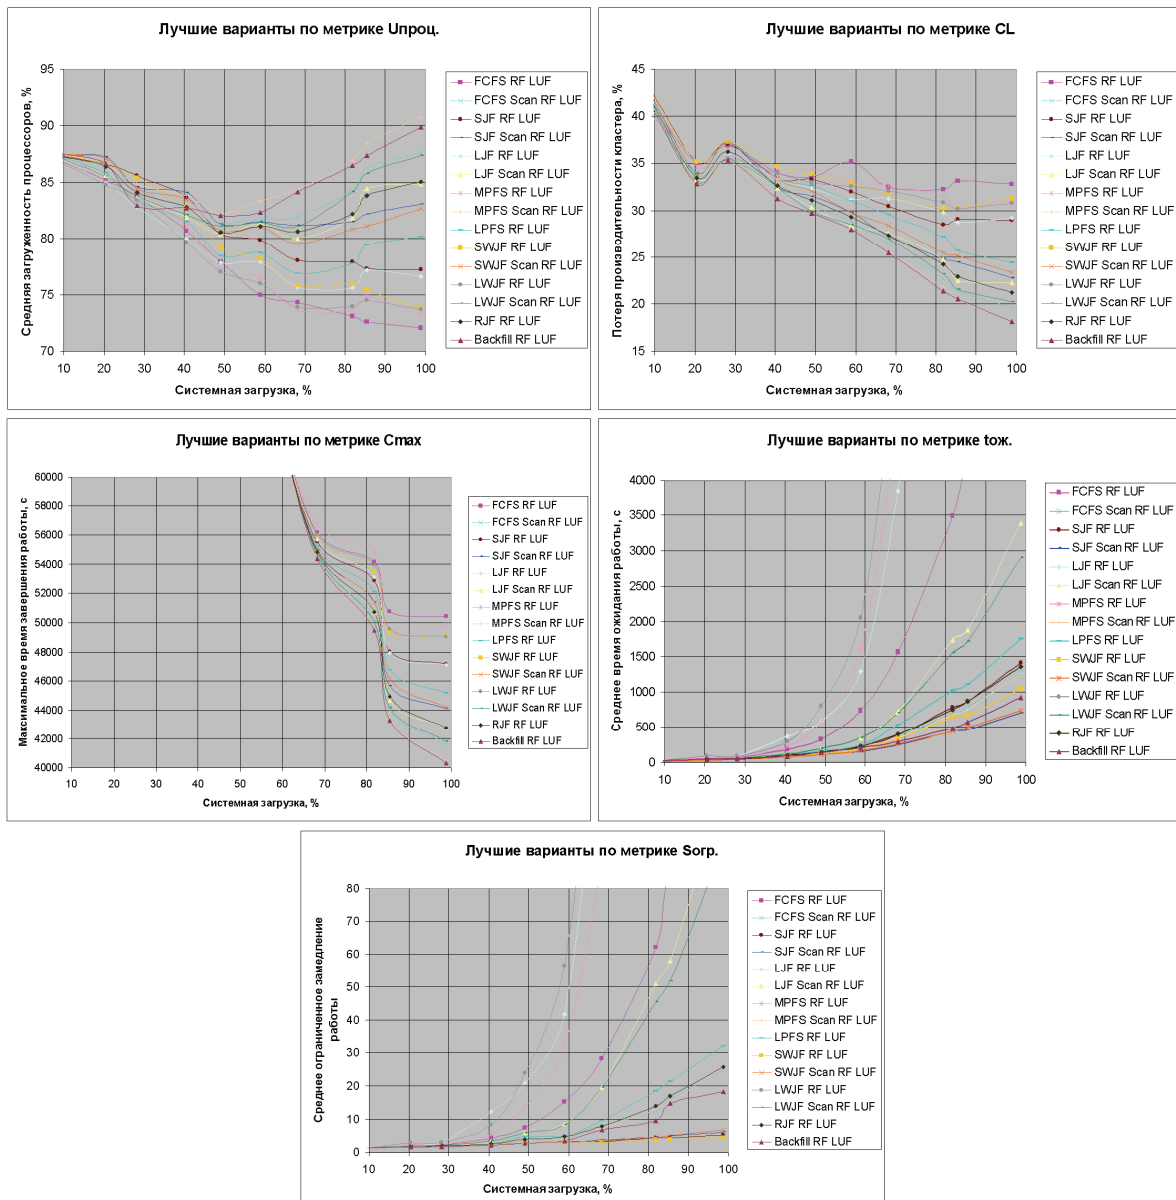 Лучшие варианты по метрике Uпроц.
Средняя загруженность процессоров, %
95
90
85
80
75
70
10 20 30 40 50 60 70 80 90 100
Системная загрузка, %
FCFS RF LUF
FCFS Scan RF LUF
SJF RF LUF
SJF Scan RF LUF
LJF RF LUF
LJF Scan RF LUF
MPFS RF LUF
MPFS Scan RF LUF
LPFS RF LUF
SWJF RF LUF
SWJF Scan RF LUF
LWJF RF LUF
LWJF Scan RF LUF
RJF RF LUF
Backfill RF LUF
Лучшие варианты по метрике CL
Потеря производительности кластера, %
45
40
35
30
25
20
15
10 20 30 40 50 60 70 80 90 100
Системная загрузка, %
FCFS RF LUF
FCFS Scan RF LUF
SJF RF LUF
SJF Scan RF LUF
LJF RF LUF
LJF Scan RF LUF
MPFS RF LUF
MPFS Scan RF LUF
LPFS RF LUF
SWJF RF LUF
SWJF Scan RF LUF
LWJF RF LUF
LWJF Scan RF LUF
RJF RF LUF
Backfill RF LUF
Лучшие варианты по метрике Cmax
Максимальное время завершения работы, с
60000
58000
56000
54000
52000
50000
48000
46000
44000
42000
40000
10 20 30 40 50 60 70 80 90 100
Системная загрузка, %
FCFS RF LUF
FCFS Scan RF LUF
SJF RF LUF
SJF Scan RF LUF
LJF RF LUF
LJF Scan RF LUF
MPFS RF LUF
MPFS Scan RF LUF
LPFS RF LUF
SWJF RF LUF
SWJF Scan RF LUF
LWJF RF LUF
LWJF Scan RF LUF
RJF RF LUF
Backfill RF LUF
Лучшие варианты по метрике tож.
Среднее время ожидания работы, с
4000
3500
3000
2500
2000
1500
1000
500
0
10 20 30 40 50 60 70 80 90 100
Системная загрузка, %
FCFS RF LUF
FCFS Scan RF LUF
SJF RF LUF
SJF Scan RF LUF
LJF RF LUF
LJF Scan RF LUF
MPFS RF LUF
MPFS Scan RF LUF
LPFS RF LUF
SWJF RF LUF
SWJF Scan RF LUF
LWJF RF LUF
LWJF Scan RF LUF
RJF RF LUF
Backfill RF LUF
Лучшие варианты по метрике Sогр.
Среднее ограниченное замедление
работы
80
70
60
50
40
30
20
10
0
10 20 30 40 50 60 70 80 90 100
Системная загрузка, %
FCFS RF LUF
FCFS Scan RF LUF
SJF RF LUF
SJF Scan RF LUF
LJF RF LUF
LJF Scan RF LUF
MPFS RF LUF
MPFS Scan RF LUF
LPFS RF LUF
SWJF RF LUF
SWJF Scan RF LUF
LWJF RF LUF
LWJF Scan RF LUF
RJF RF LUF
Backfill RF LUF